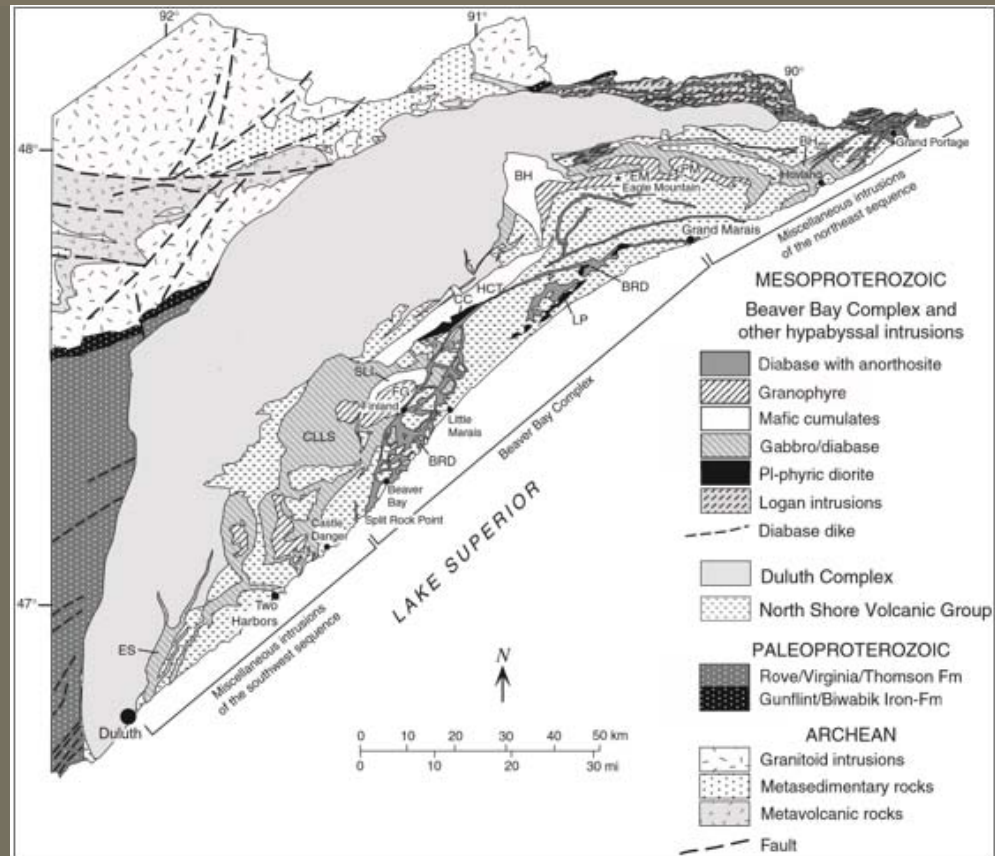 92°
91°
90°
48°
47°
BH
Grand Portage
BH
Hovland
PM
EM
Eagle Mountain
Miscellaneous intrusions
of the northeast sequence
Grand Marais
HCT
CC
BRD
LP
SLI
FG
Finland
Little
Marais
CLLS
BRD
Beaver Bay Complex
Beaver
Bay
Split Rock Point
Castle
Danger
LAKE SUPERIOR
Two
Harbors
Miscellaneous intrusions
of the southwest sequence
ES
Duluth
N
0 10 20 30 40 50 km
0 10 20 30 mi
MESOPROTEROZOIC
Beaver Bay Complex and
other hypabyssal intrusions
Diabase with anorthosite
Granophyre
Mafic cumulates
Gabbro/diabase
Pl-phyric diorite
Logan intrusions
Diabase dike
Duluth Complex
North Shore Volcanic Group
PALEOPROTEROZOIC
Rove/Virginia/Thomson Fm
Gunflint/Biwabik Iron-Fm
ARCHEAN
Granitoid intrusions
Metasedimentary rocks
Metavolcanic rocks
Fault